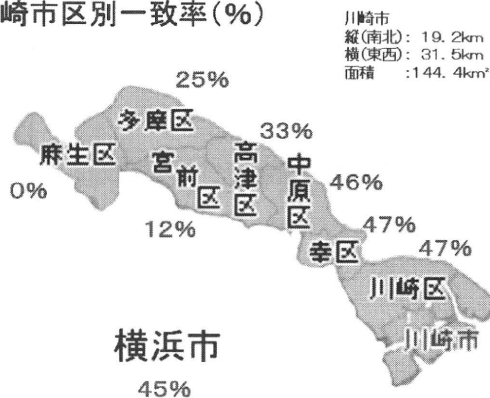 崎市区別一致率(%)
川崎市
縦(南北): 19.2km
横(東西): 31.5km
面積　:144.4km²
25%
多摩区
33%
麻生区
宮前区
高津区
中原区
46%
0%
12%
47%
幸区
47%
川崎区
川崎市
横浜市
45%